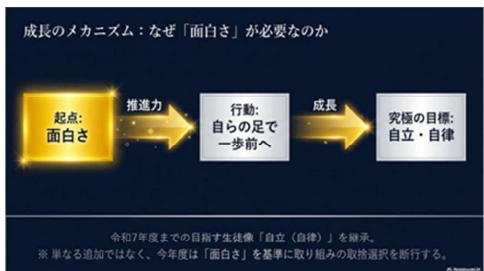 成長のメカニズム：なぜ「面白さ」が必要なのか
起点:
面白さ
推進力
行動:
自らの足で
一歩前へ
成長
究極の目標:
自立・自律
令和7年度までの目指す生徒像「自立（自律）」を継承。
※ 単なる追加ではなく、今年度は「面白さ」を基準に取り組みの取捨選択を断行する。